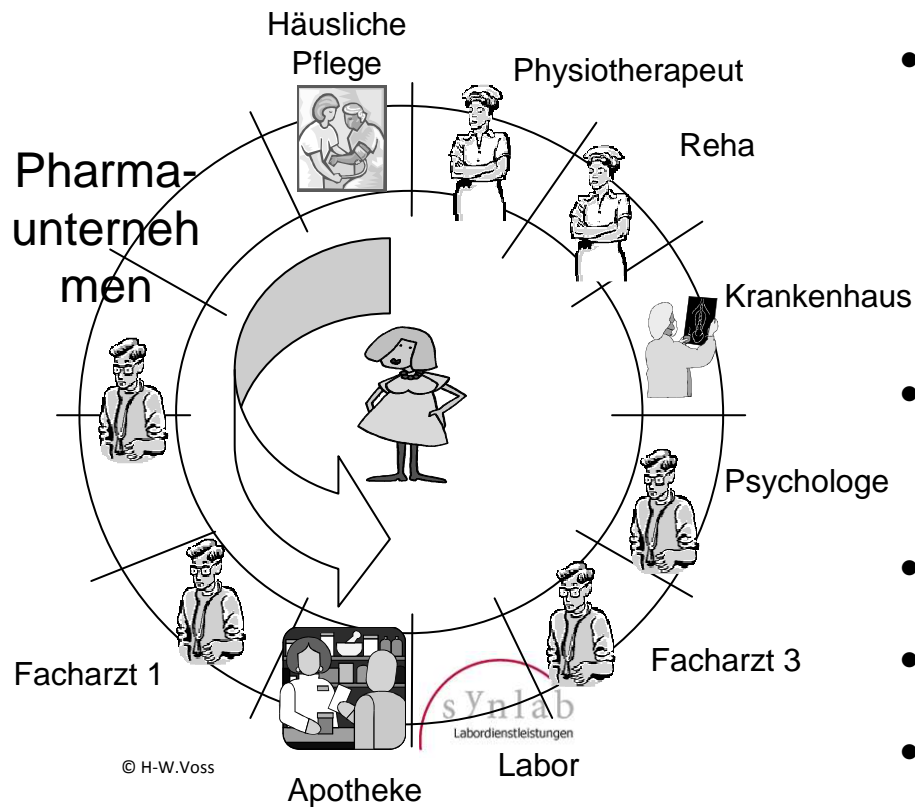 Häusliche
Pflege
Physiotherapeut
Reha
Pharma-
unterneh
men
Krankenhaus
Psychologe
Facharzt 3
Facharzt 1
synlab
Labordienstleistungen
Labor
Apotheke
© H-W.Voss